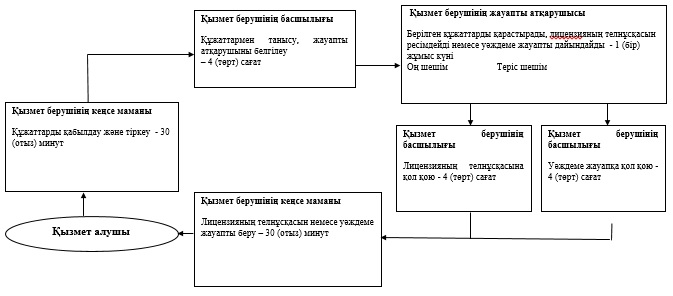 Қызмет берушінің басшылығы
Құжаттармен танысу, жауапты
атқарушыны белгілеу
– 4 (төрт) сағат
Қызмет берушінің жауапты атқарушысы
Берілген құжаттарды қарастырады, лицензияның телнұсқасын
ресімдейді немесе уәждеме жауапты дайындайды - 1 (бір)
жұмыс күні
Оң шешім Теріс шешім
Қызмет берушінің кеңсе маманы
Құжаттарды қабылдау және тіркеу - 30
(отыз) минут
Қызмет берушінің
басшылығы
Лицензияның телнұсқасына
қол қою - 4 (төрт) сағат
Қызмет берушінің
басшылығы
Уәждеме жауапқа қол қою -
4 (төрт) сағат
Қызмет берушінің кеңсе маманы
Лицензияның телнұсқасын немесе уәждеме
жауапты беру – 30 (отыз) минут
Қызмет алушы